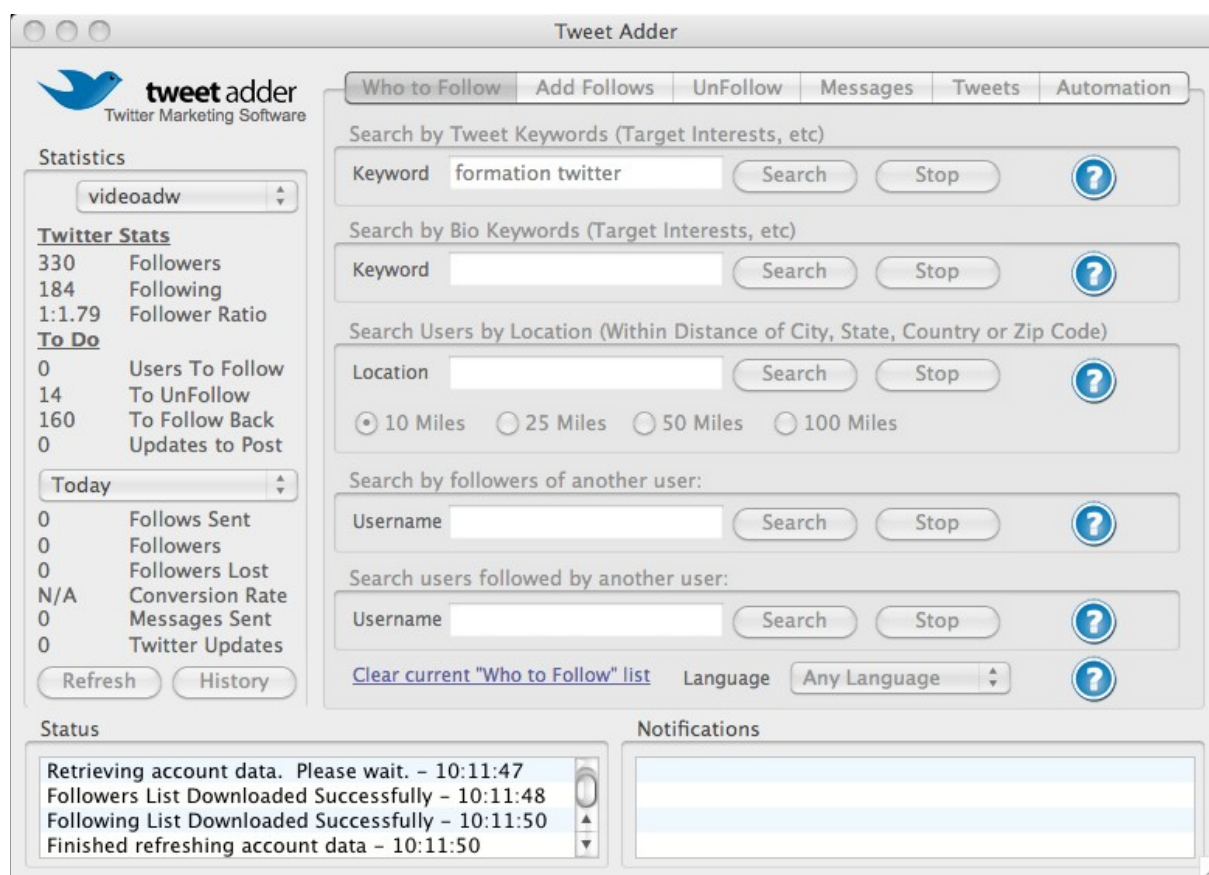 Tweet Adder
tweet adder
Twitter Marketing Software
Statistics
videoadw
Twitter Stats
330 Followers
184 Following
1:1.79 Follower Ratio
To Do
0 Users To Follow
14 To UnFollow
160 To Follow Back
0 Updates to Post
Today
0 Follows Sent
0 Followers
0 Followers Lost
N/A Conversion Rate
0 Messages Sent
0 Twitter Updates
Refresh History
Who to Follow Add Follows UnFollow Messages Tweets Automation
Search by Tweet Keywords (Target Interests, etc)
Keyword formation twitter Search Stop ?
Search by Bio Keywords (Target Interests, etc)
Keyword Search Stop ?
Search Users by Location (Within Distance of City, State, Country or Zip Code)
Location Search Stop ?
10 Miles 25 Miles 50 Miles 100 Miles
Search by followers of another user:
Username Search Stop ?
Search users followed by another user:
Username Search Stop ?
Clear current "Who to Follow" list Language Any Language ?
Status
Retrieving account data. Please wait. – 10:11:47
Followers List Downloaded Successfully – 10:11:48
Following List Downloaded Successfully – 10:11:50
Finished refreshing account data – 10:11:50
Notifications